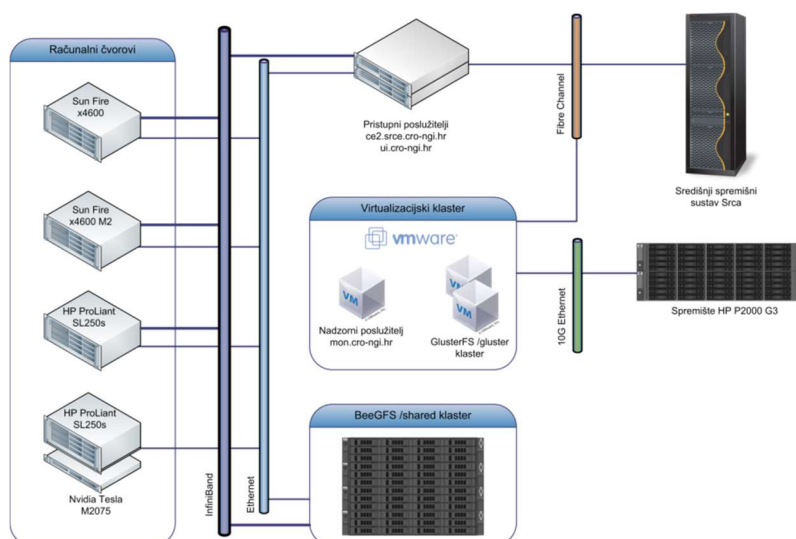 Računalni čvorovi
Sun Fire
x4600
Sun Fire
x4600 M2
HP ProLiant
SL250s
HP ProLiant
SL250s
Nvidia Tesla
M2075
InfiniBand
Ethernet
Pristupni poslužitelji
ce2.srce.cro-ngi.hr
ui.cro-ngi.hr
Fibre Channel
Središnji spremišni
sustav Srca
Virtualizacijski klaster
vmware
VM
Nadzorni poslužitelj
mon.cro-ngi.hr
VM
VM
GlusterFS /gluster
klaster
10G Ethernet
Spremište HP P2000 G3
BeeGFS /shared klaster